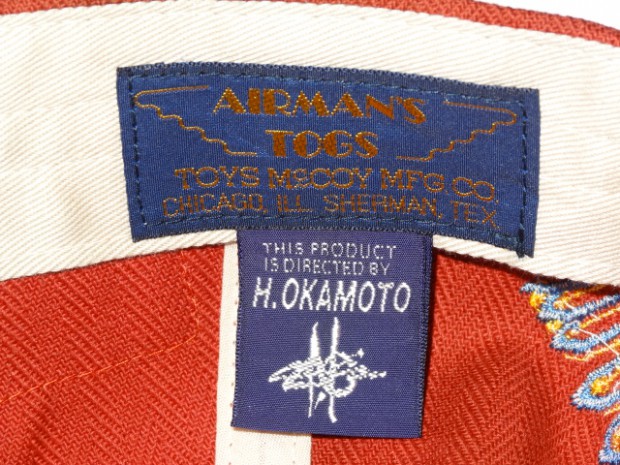 AIRMAN'S
TOGS
TOYS McCOY MFG. CO.
CHICAGO, ILL. SHERMAN, TEX.
THIS PRODUCT
IS DIRECTED BY
H.OKAMOTO